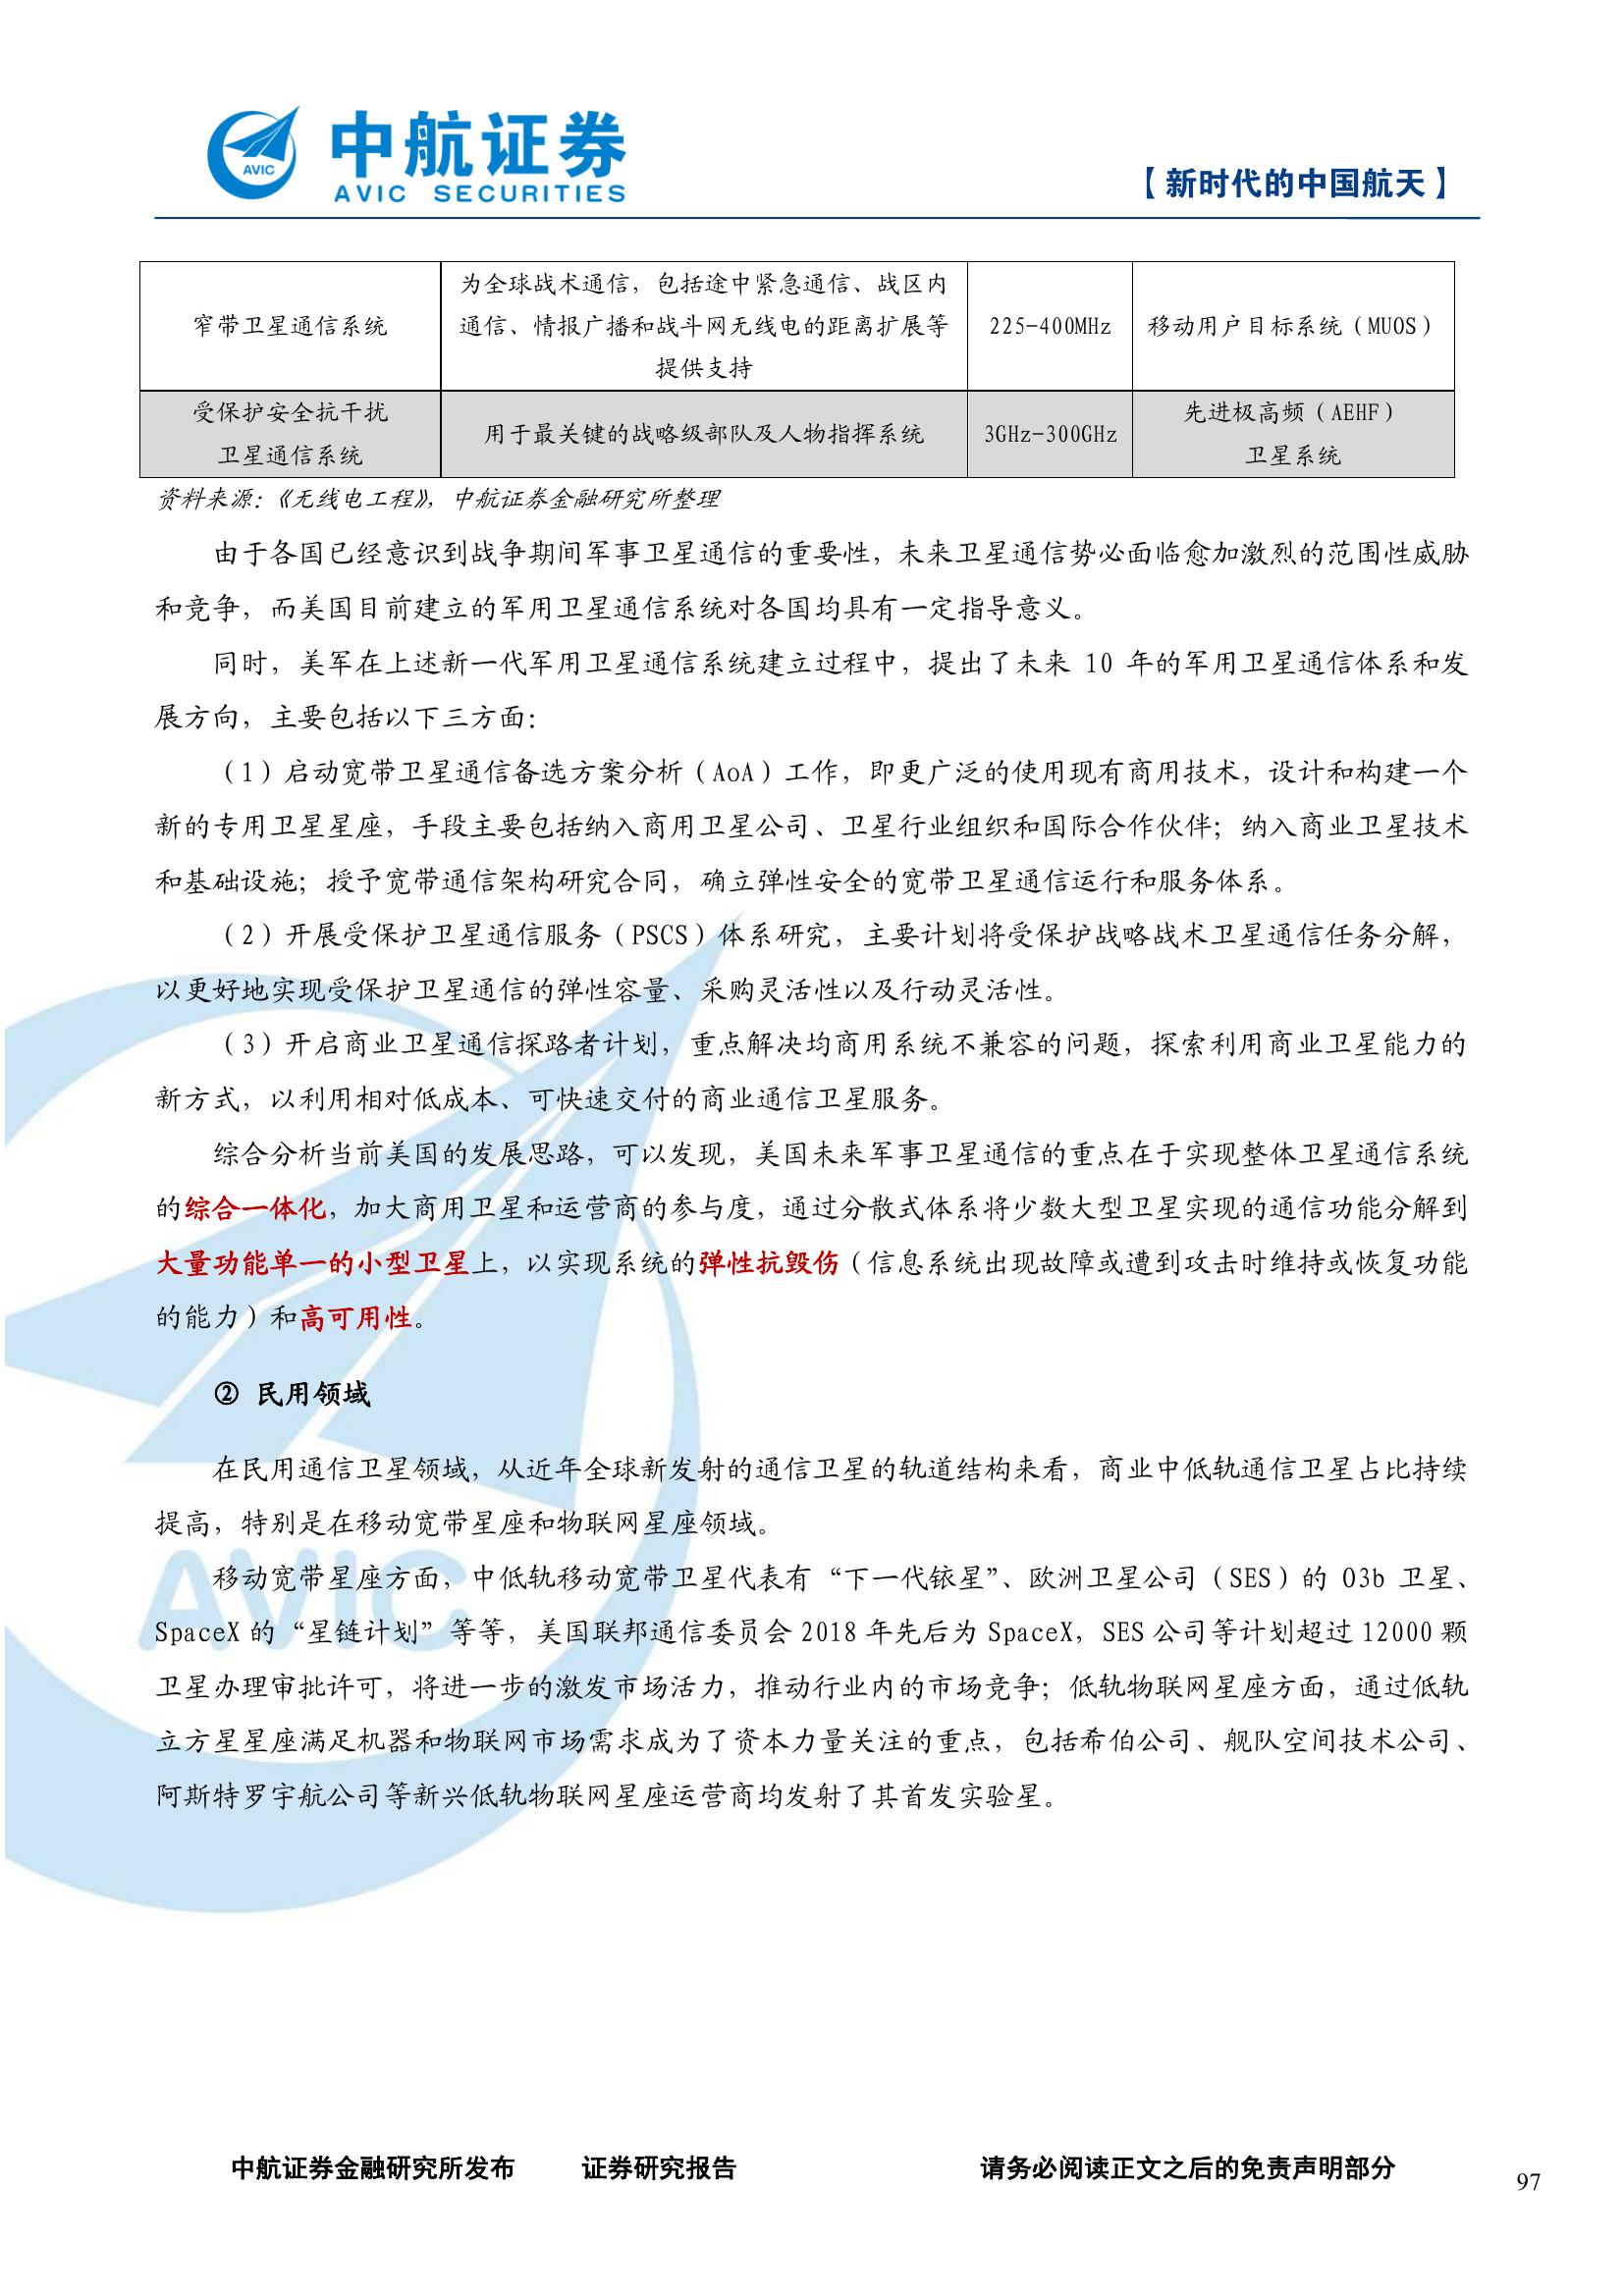 中航证券
AVIC
AVIC SECURITIES
【新时代的中国航天】
窄带卫星通信系统
为全球战术通信，包括途中紧急通信、战区内
通信、情报广播和战斗网无线电的距离扩展等
提供支持
225-400MHz
移动用户目标系统（MUOS）
受保护安全抗干扰
卫星通信系统
用于最关键的战略级部队及人物指挥系统
3GHz-300GHz
先进极高频（AEHF）
卫星系统
资料来源：《无线电工程》，中航证券金融研究所整理
由于各国已经意识到战争期间军事卫星通信的重要性，未来卫星通信势必面临愈加激烈的范围性威胁
和竞争，而美国目前建立的军用卫星通信系统对各国均具有一定指导意义。
同时，美军在上述新一代军用卫星通信系统建立过程中，提出了未来 10 年的军用卫星通信体系和发
展方向，主要包括以下三方面：
（1）启动宽带卫星通信备选方案分析（AoA）工作，即更广泛的使用现有商用技术，设计和构建一个
新的专用卫星星座，手段主要包括纳入商用卫星公司、卫星行业组织和国际合作伙伴；纳入商业卫星技术
和基础设施；授予宽带通信架构研究合同，确立弹性安全的宽带卫星通信运行和服务体系。
（2）开展受保护卫星通信服务（PSCS）体系研究，主要计划将受保护战略战术卫星通信任务分解，
以更好地实现受保护卫星通信的弹性容量、采购灵活性以及行动灵活性。
（3）开启商业卫星通信探路者计划，重点解决均商用系统不兼容的问题，探索利用商业卫星能力的
新方式，以利用相对低成本、可快速交付的商业通信卫星服务。
综合分析当前美国的发展思路，可以发现，美国未来军事卫星通信的重点在于实现整体卫星通信系统
的综合一体化，加大商用卫星和运营商的参与度，通过分散式体系将少数大型卫星实现的通信功能分解到
大量功能单一的小型卫星上，以实现系统的弹性抗毁伤（信息系统出现故障或遭到攻击时维持或恢复功能
的能力）和高可用性。
② 民用领域
在民用通信卫星领域，从近年全球新发射的通信卫星的轨道结构来看，商业中低轨通信卫星占比持续
提高，特别是在移动宽带星座和物联网星座领域。
移动宽带星座方面，中低轨移动宽带卫星代表有“下一代铱星”、欧洲卫星公司（SES）的 O3b 卫星、
SpaceX 的“星链计划”等等，美国联邦通信委员会 2018 年先后为 SpaceX，SES 公司等计划超过 12000 颗
卫星办理审批许可，将进一步的激发市场活力，推动行业内的市场竞争；低轨物联网星座方面，通过低轨
立方星星座满足机器和物联网市场需求成为了资本力量关注的重点，包括希伯公司、舰队空间技术公司、
阿斯特罗宇航公司等新兴低轨物联网星座运营商均发射了其首发实验星。
AVIC
中航证券金融研究所发布 证券研究报告 请务必阅读正文之后的免责声明部分
97